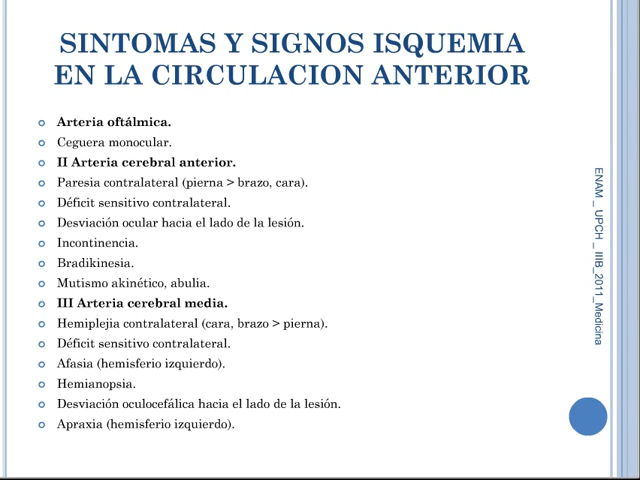 SINTOMAS Y SIGNOS ISQUEMIA
EN LA CIRCULACION ANTERIOR
Arteria oftálmica.
Ceguera monocular.
II Arteria cerebral anterior.
Paresia contralateral (pierna > brazo, cara).
Déficit sensitivo contralateral.
Desviación ocular hacia el lado de la lesión.
Incontinencia.
Bradikinesia.
Mutismo akinético, abulia.
III Arteria cerebral media.
Hemiplejia contralateral (cara, brazo > pierna).
Déficit sensitivo contralateral.
Afasia (hemisferio izquierdo).
Hemianopsia.
Desviación oculocefálica hacia el lado de la lesión.
Apraxia (hemisferio izquierdo).
ENAM _ UPCH _ IIIB_2011_Medicina